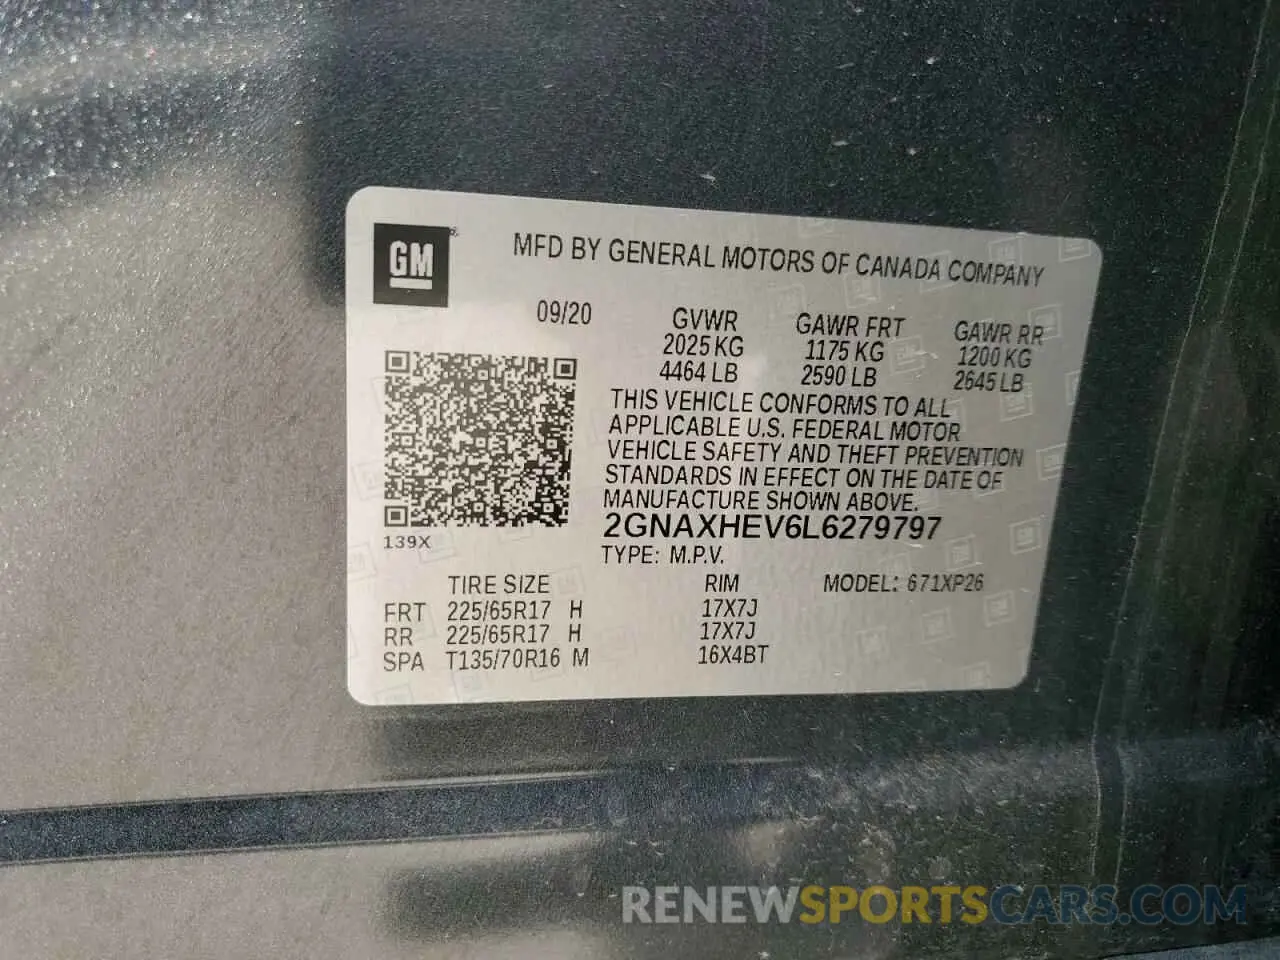 GM®
MFD BY GENERAL MOTORS OF CANADA COMPANY
09/20 GVWR GAWR FRT GAWR RR
2025 KG 1175 KG 1200 KG
4464 LB 2590 LB 2645 LB
THIS VEHICLE CONFORMS TO ALL
APPLICABLE U.S. FEDERAL MOTOR
VEHICLE SAFETY AND THEFT PREVENTION
STANDARDS IN EFFECT ON THE DATE OF
MANUFACTURE SHOWN ABOVE.
2GNAXHEV6L6279797
139X
TYPE: M.P.V.
TIRE SIZE RIM MODEL: 671XP26
FRT 225/65R17 H 17X7J
RR 225/65R17 H 17X7J
SPA T135/70R16 M 16X4BT
RENEWSPORTSCARS.COM